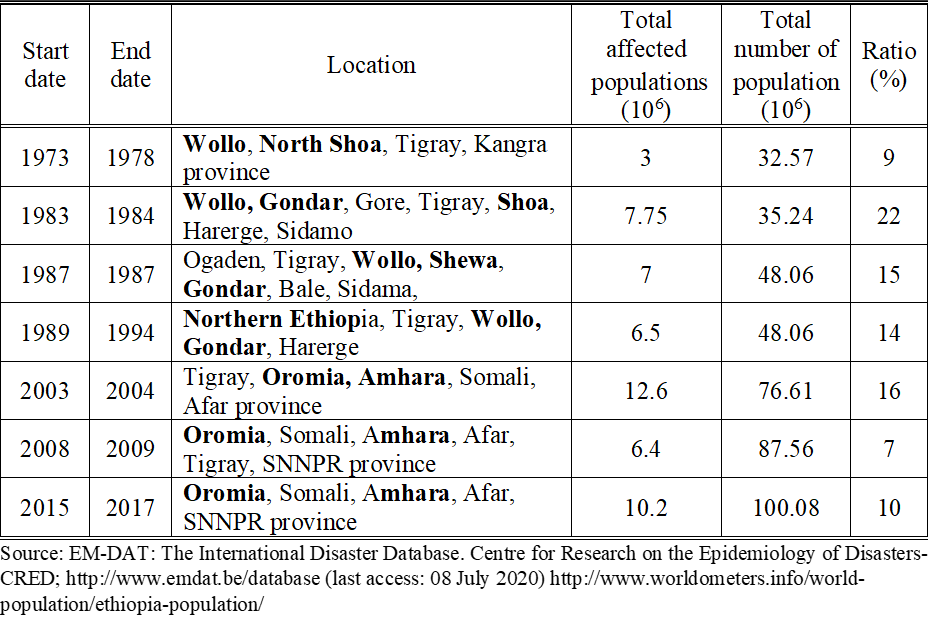 Start date
End date
Location
Total affected populations (10⁶)
Total number of population (10⁶)
Ratio (%)
1973 1978 Wollo, North Shoa, Tigray, Kangra province 3 32.57 9
1983 1984 Wollo, Gondar, Gore, Tigray, Shoa, Harerge, Sidamo 7.75 35.24 22
1987 1987 Ogaden, Tigray, Wollo, Shewa, Gondar, Bale, Sidama, 7 48.06 15
1989 1994 Northern Ethiopia, Tigray, Wollo, Gondar, Harerge 6.5 48.06 14
2003 2004 Tigray, Oromia, Amhara, Somali, Afar province 12.6 76.61 16
2008 2009 Oromia, Somali, Amhara, Afar, Tigray, SNNPR province 6.4 87.56 7
2015 2017 Oromia, Somali, Amhara, Afar, SNNPR province 10.2 100.08 10
Source: EM-DAT: The International Disaster Database. Centre for Research on the Epidemiology of Disasters-
CRED; http://www.emdat.be/database (last access: 08 July 2020) http://www.worldometers.info/world-
population/ethiopia-population/